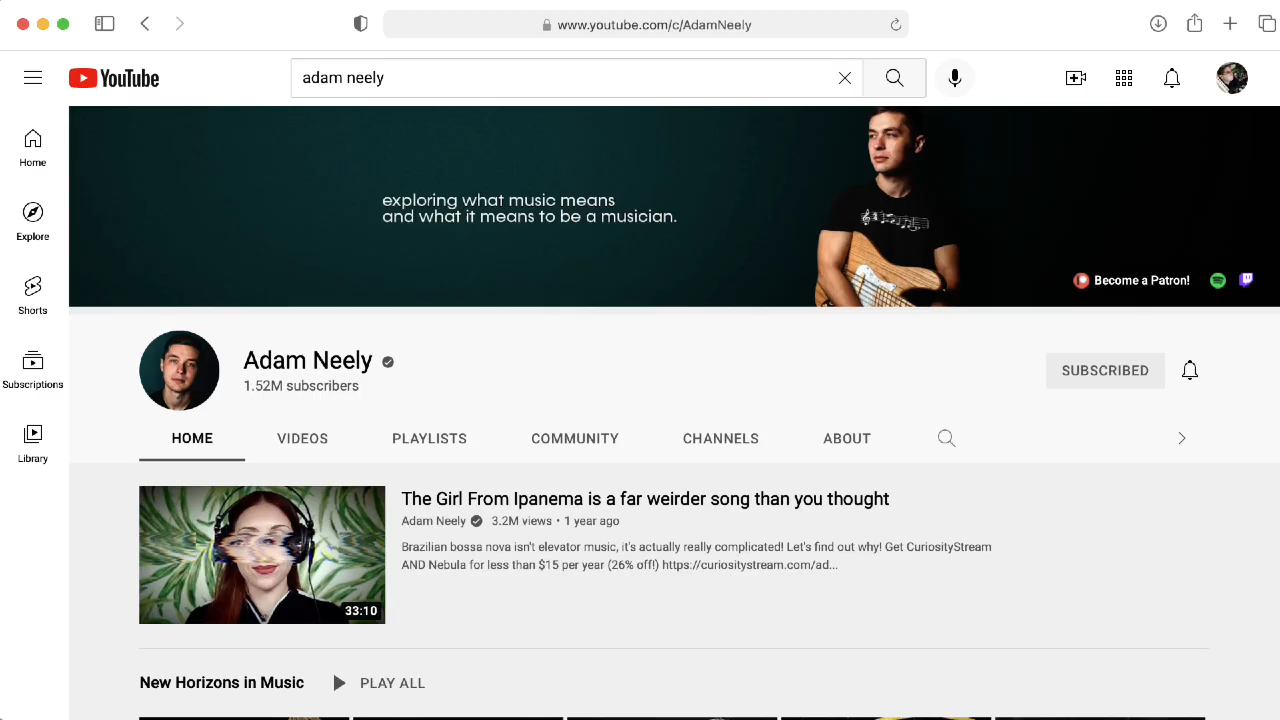 www.youtube.com/c/AdamNeely
YouTube
adam neely
Home
Explore
Shorts
Subscriptions
Library
exploring what music means
and what it means to be a musician.
Become a Patron!
Adam Neely
1.52M subscribers
SUBSCRIBED
HOME VIDEOS PLAYLISTS COMMUNITY CHANNELS ABOUT
33:10
The Girl From Ipanema is a far weirder song than you thought
Adam Neely 3.2M views • 1 year ago
Brazilian bossa nova isn't elevator music, it's actually really complicated! Let's find out why! Get CuriosityStream
AND Nebula for less than $15 per year (26% off!) https://curiositystream.com/ad...
New Horizons in Music PLAY ALL